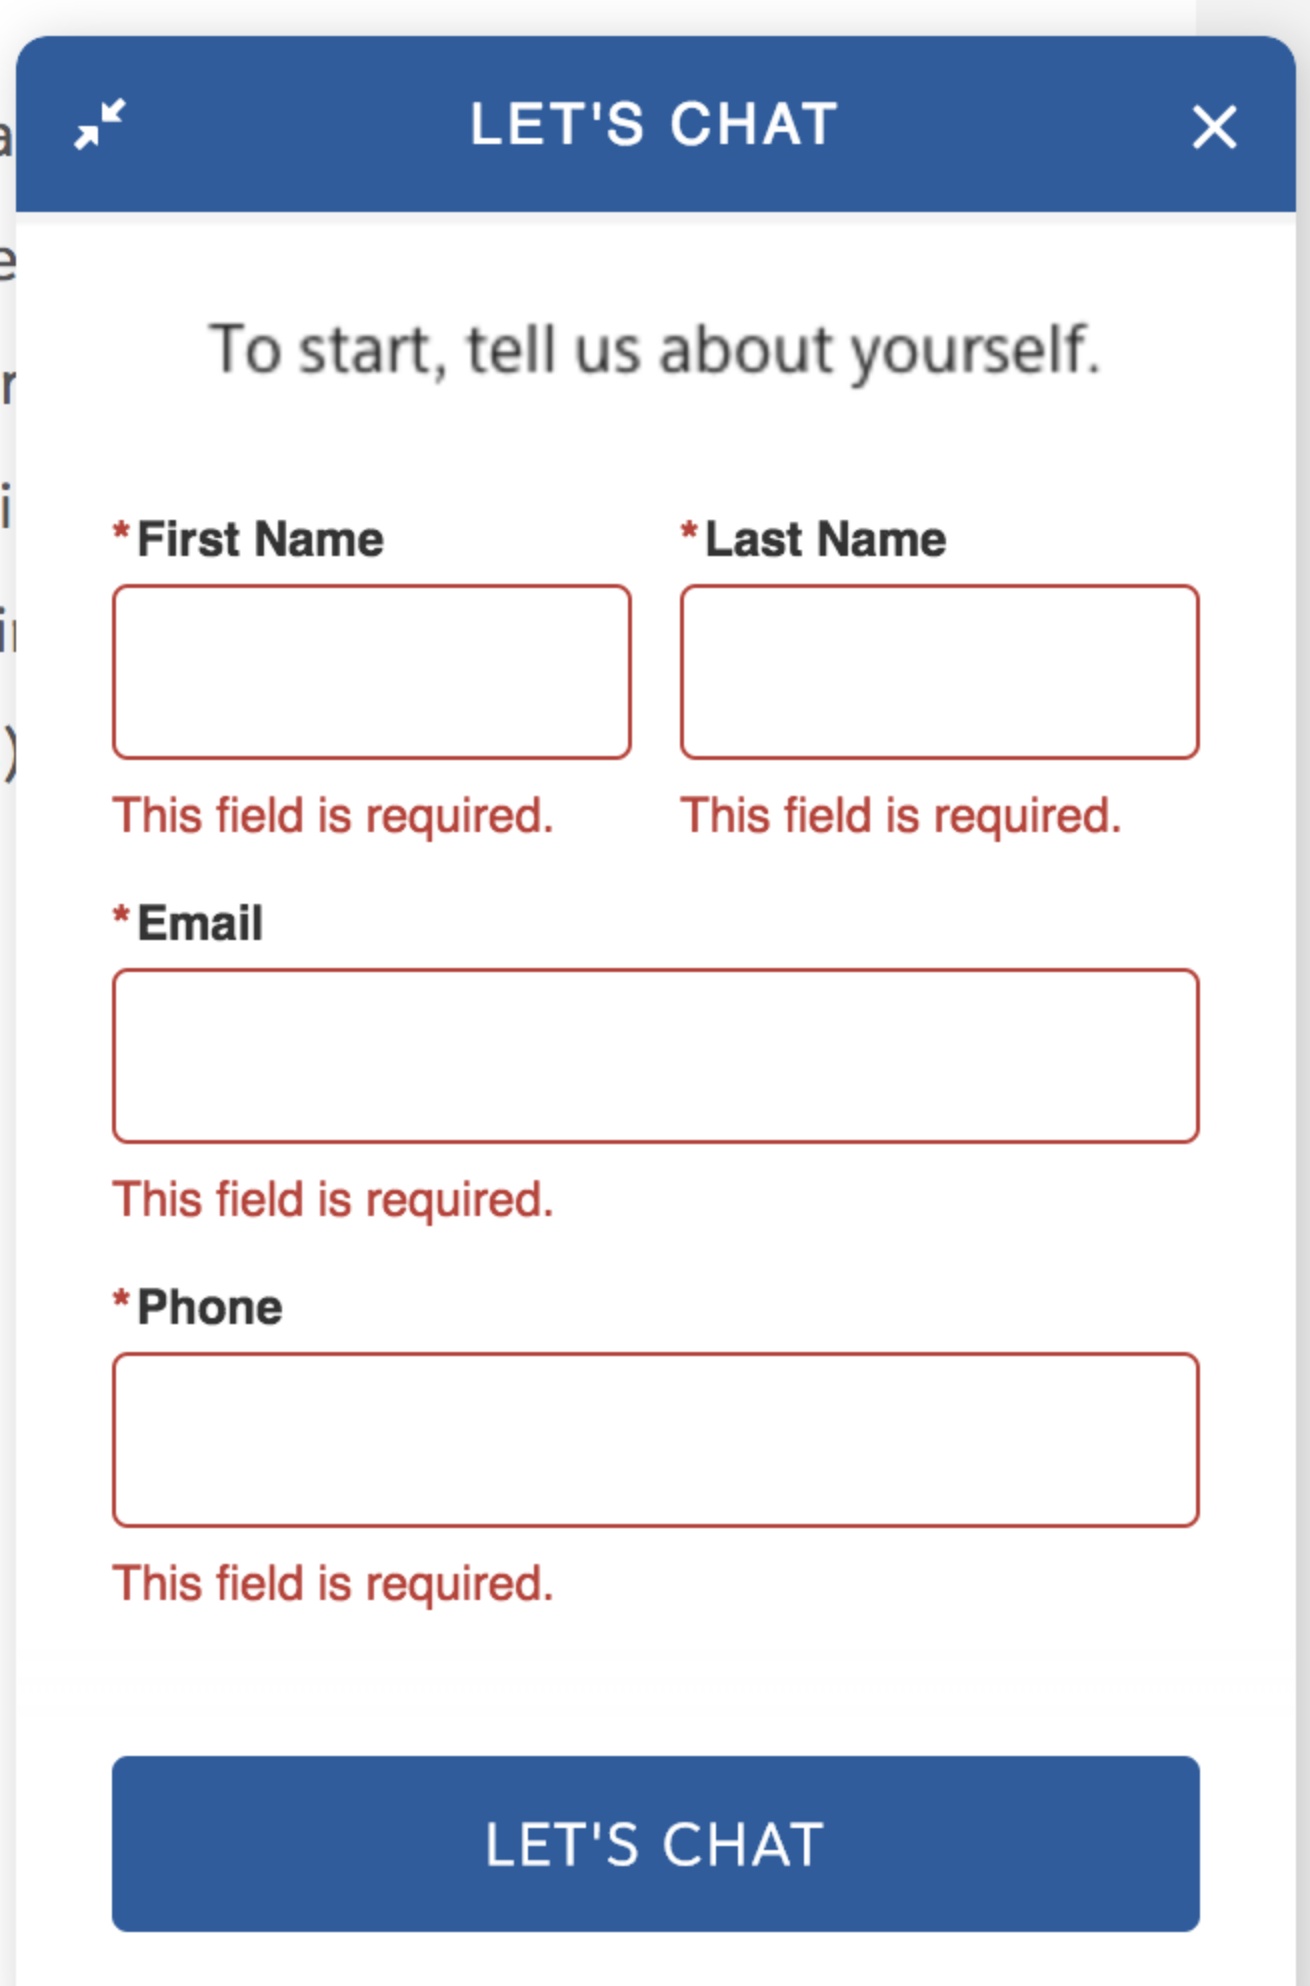 LET'S CHAT
To start, tell us about yourself.
*First Name *Last Name
This field is required. This field is required.
*Email
This field is required.
*Phone
This field is required.
LET'S CHAT